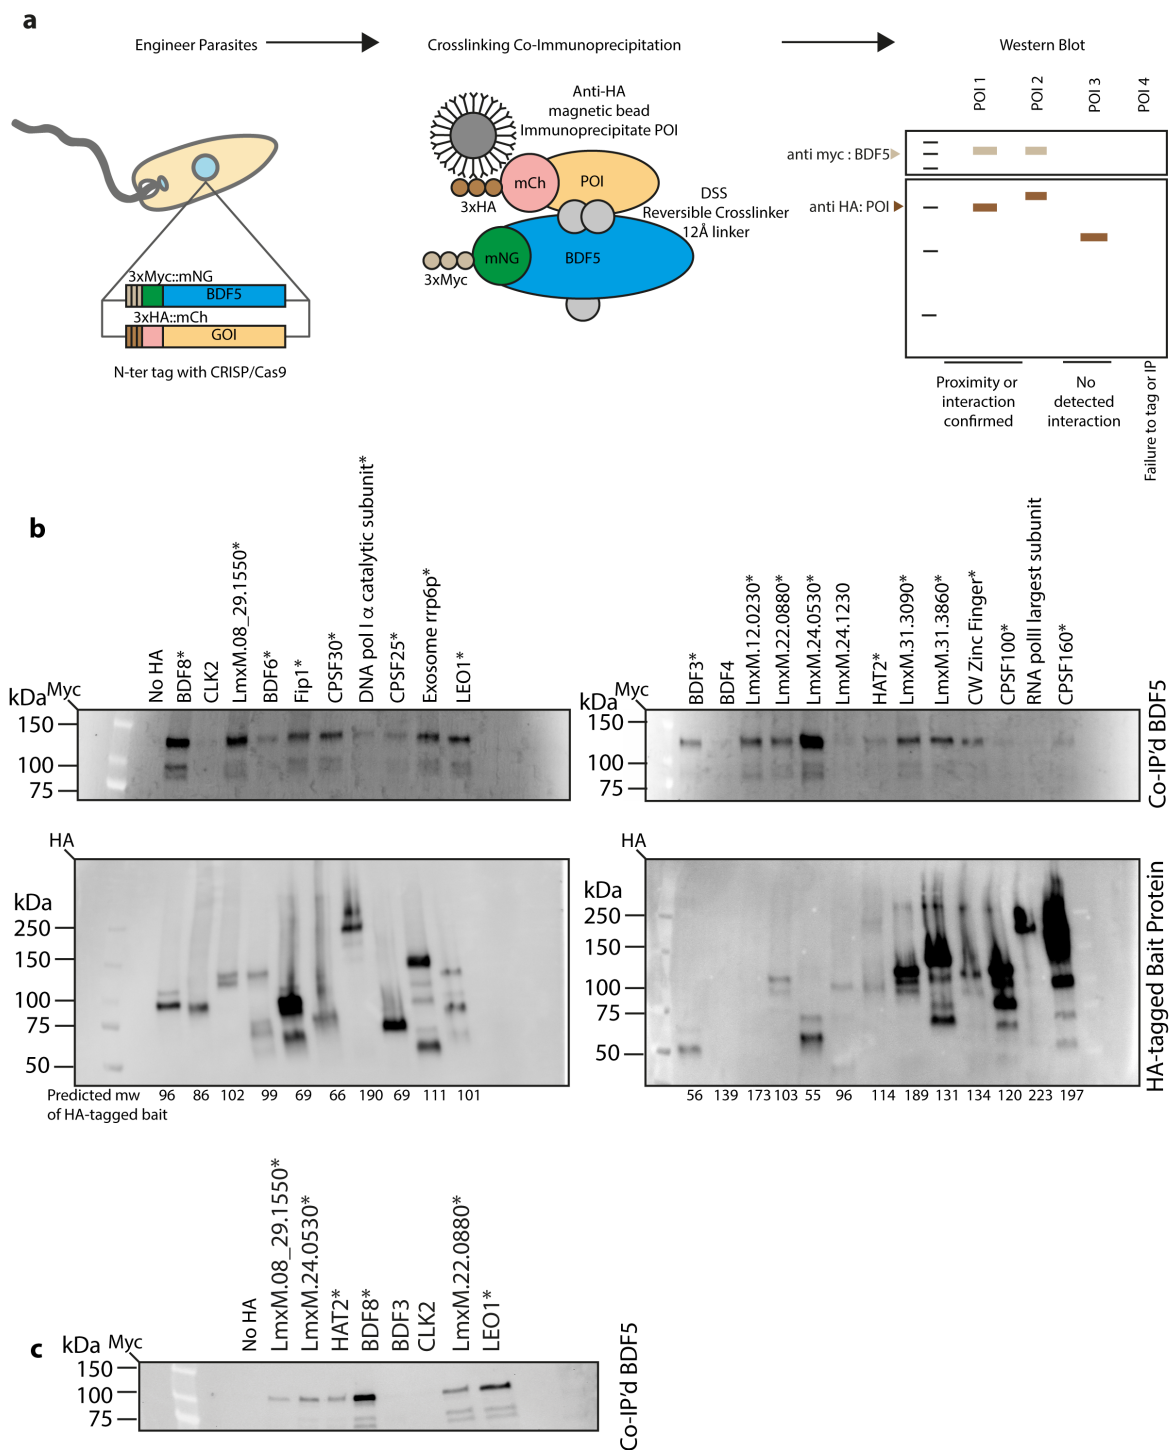 a
Engineer Parasites
Crosslinking Co-Immunoprecipitation
Western Blot
Anti-HA
magnetic bead
Immunoprecipitate POI
mCh
POI
3xHA
DSS
Reversible Crosslinker
12Å linker
mNG
BDF5
3xMyc
3xMyc::mNG
BDF5
3xHA::mCh
GOI
N-ter tag with CRISP/Cas9
POI 1
POI 2
POI 3
POI 4
anti myc : BDF5
anti HA: POI
Proximity or
interaction
confirmed
No
detected
interaction
Failure to tag or IP
b
No HA
BDF8*
CLK2
LmxM.08_29.1550*
BDF6*
Fip1*
CPSF30*
DNA pol I α catalytic subunit*
CPSF25*
Exosome rrp6p*
LEO1*
kDa
Myc
150
100
75
BDF3*
BDF4
LmxM.12.0230*
LmxM.22.0880*
LmxM.24.0530*
LmxM.24.1230
HAT2*
LmxM.31.3090*
LmxM.31.3860*
CW Zinc Finger*
CPSF100*
RNA polII largest subunit
CPSF160*
kDa
Myc
150
100
75
Co-IP'd BDF5
HA
kDa
250
150
100
75
50
Predicted mw
of HA-tagged bait
96 86 102 99 69 66 190 69 111 101
HA
kDa
250
150
100
75
50
56 139 173 103 55 96 114 189 131 134 120 223 197
HA-tagged Bait Protein
c
No HA
LmxM.08_29.1550*
LmxM.24.0530*
HAT2*
BDF8*
BDF3
CLK2
LmxM.22.0880*
LEO1*
kDa
Myc
150
100
75
Co-IP'd BDF5